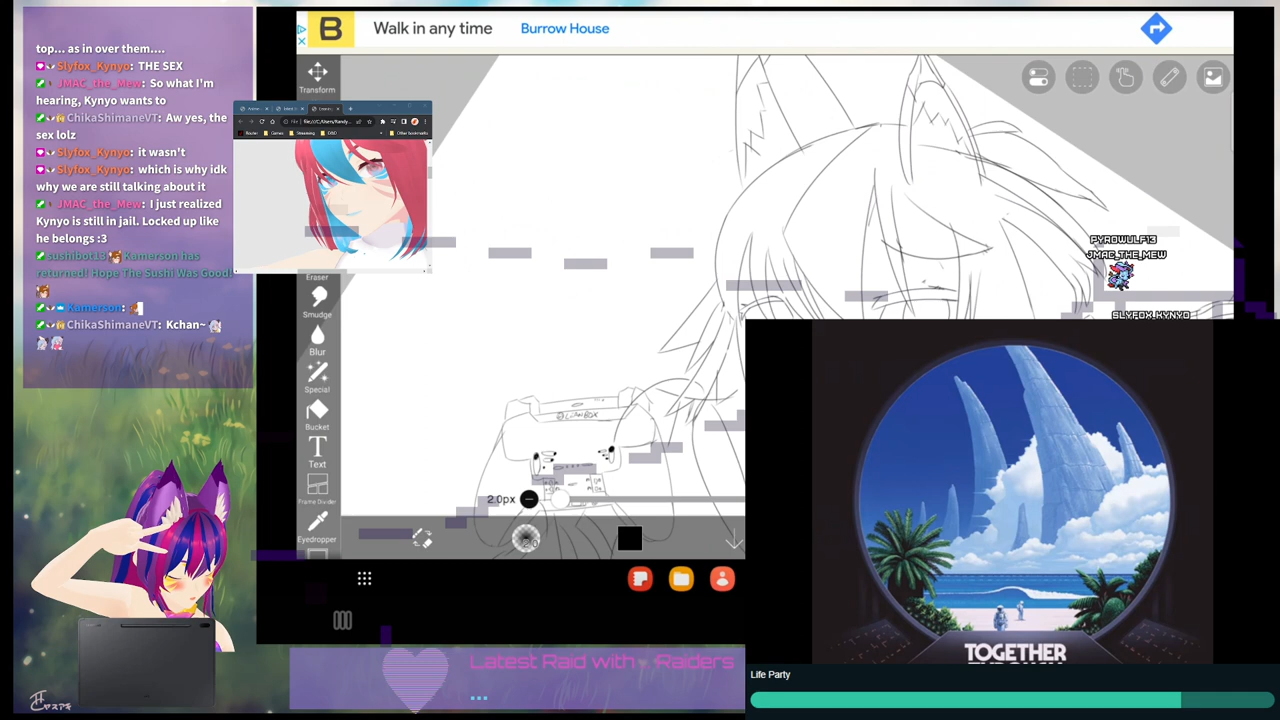 top... as in over them....
Slyfox_Kynyo: THE SEX
JMAC_the_Mew: So what I'm
hearing, Kynyo wants to
ChikaShimaneVT: Aw yes, the
sex lolz
Slyfox_Kynyo: it wasn't
Slyfox_Kynyo: which is why idk
why we are still talking about it
JMAC_the_Mew: I just realized
Kynyo is still in jail. Locked up like
he belongs :3
sushibot13: Kamerson has
returned! Hope The Sushi Was Good!
Kamerson:
ChikaShimaneVT: Kchan~
B
Walk in any time
Burrow House
Transform
Other bookmarks
Eraser
Smudge
Blur
Special
Bucket
Text
Frame Divider
Eyedropper
2.0px
PYROWULF13
JMAC_THE_MEW
SLYFOX_KYNYO
TOGETHER
THROUGH
Life Party
Latest Raid with - Raiders
...